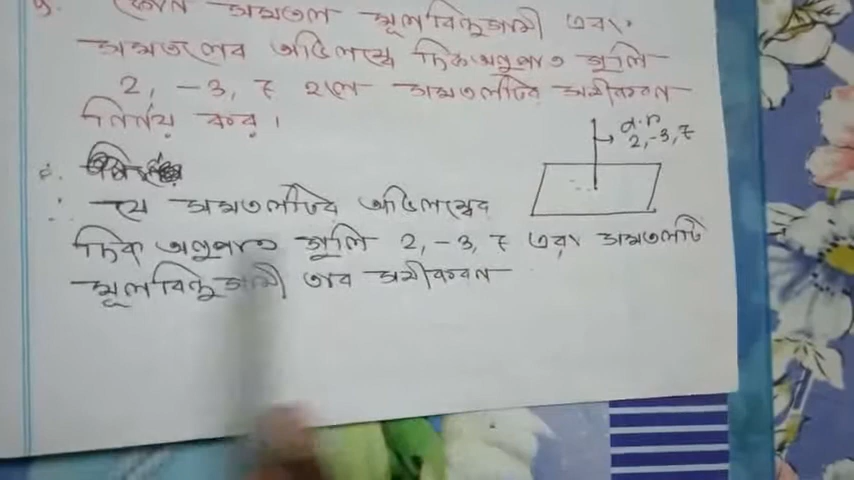 কোন সমতল মূলবিন্দুগামী এবং
সমতলের অভিলম্বের দিক অনুপাত গুলি
2, -3, 7 হলে সমতলটির সমীকরণ
নির্ণয় কর।
d.r
2, -3, 7
∴ যে সমতলটির অভিলম্বের
দিক অনুপাত গুলি 2, -3, 7 এবং সমতলটি
মূলবিন্দুগামী তার সমীকরণ